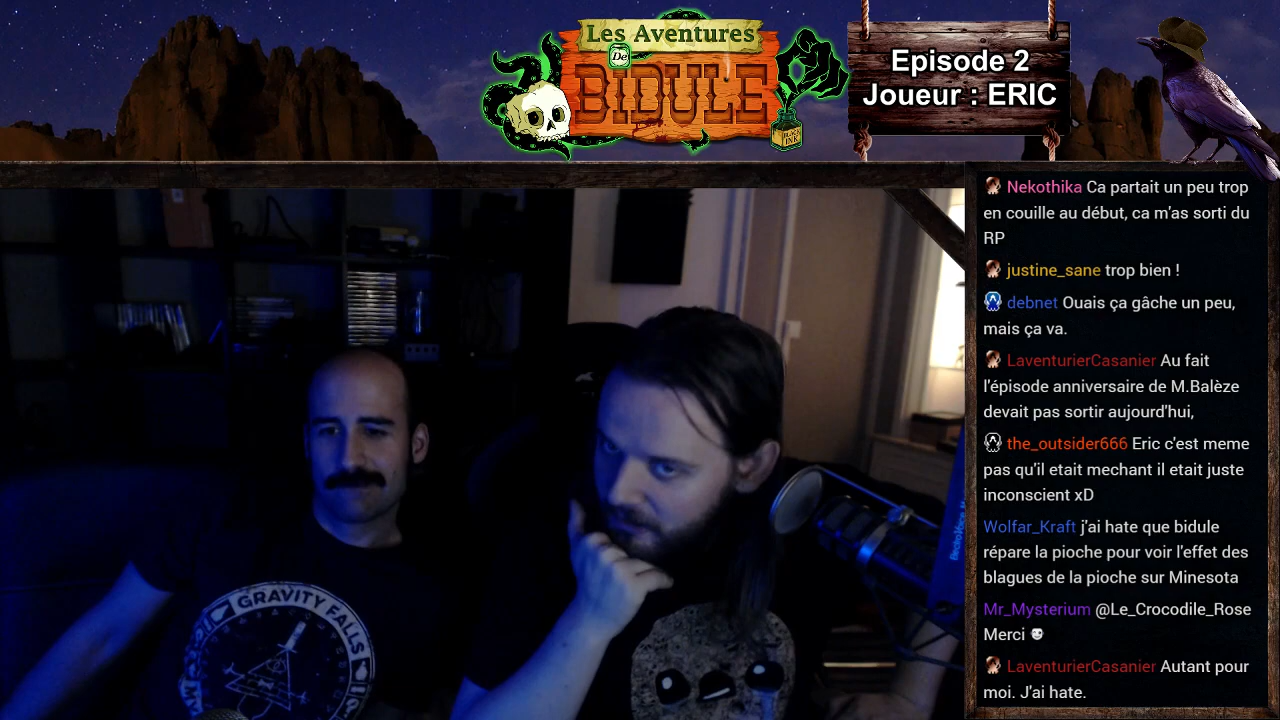 Les Aventures
De
BIDULE
BLACK
INK
Episode 2
Joueur : ERIC
Nekothika Ca partait un peu trop
en couille au début, ca m'as sorti du
RP
justine_sane trop bien !
debnet Ouais ça gâche un peu,
mais ça va.
LaventurierCasanier Au fait
l'épisode anniversaire de M.Balèze
devait pas sortir aujourd'hui,
the_outsider666 Eric c'est meme
pas qu'il etait mechant il etait juste
inconscient xD
Wolfar_Kraft j'ai hate que bidule
répare la pioche pour voir l'effet des
blagues de la pioche sur Minesota
Mr_Mysterium @Le_Crocodile_Rose
Merci
LaventurierCasanier Autant pour
moi. J'ai hate.
GRAVITY FALLS